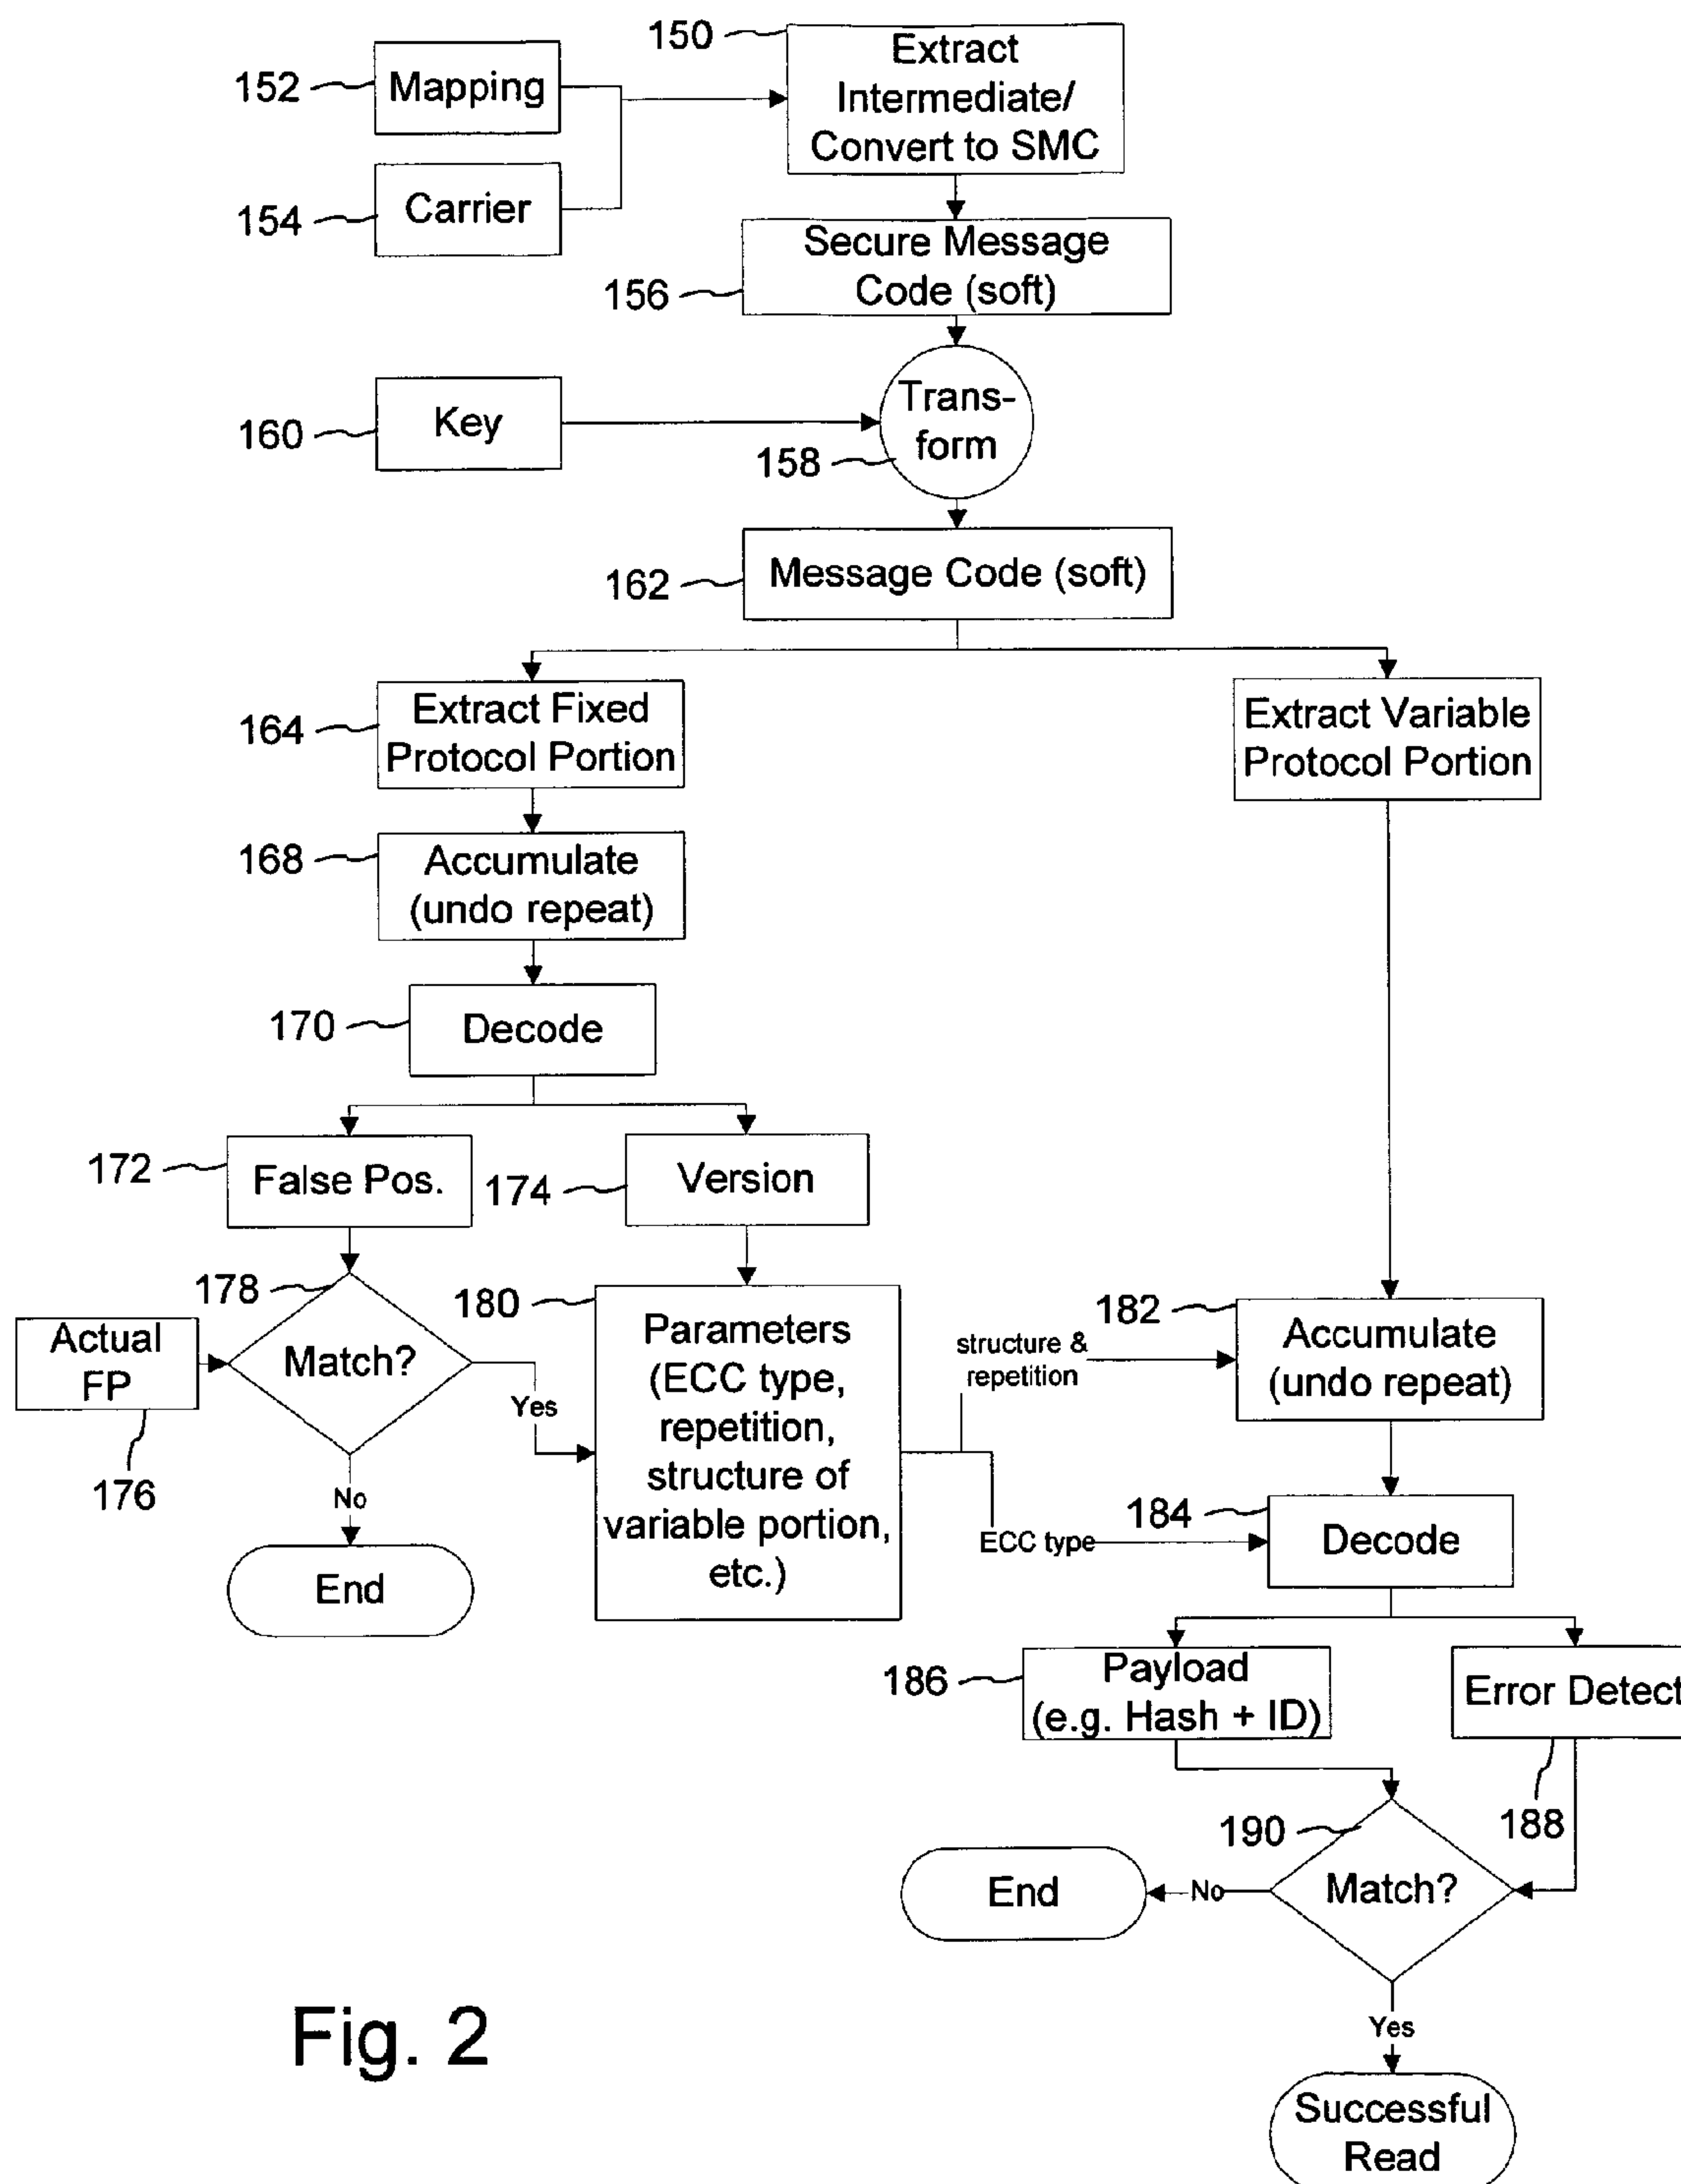 150
Extract
Intermediate/
Convert to SMC
152
Mapping
154
Carrier
Secure Message
Code (soft)
156
160
Key
Trans-
form
158
Message Code (soft)
162
164
Extract Fixed
Protocol Portion
Extract Variable
Protocol Portion
168
Accumulate
(undo repeat)
170
Decode
172
False Pos.
174
Version
178
Match?
Actual
FP
176
Yes
No
End
180
Parameters
(ECC type,
repetition,
structure of
variable portion,
etc.)
structure &
repetition
ECC type
182
Accumulate
(undo repeat)
184
Decode
186
Payload
(e.g. Hash + ID)
Error Detect
188
190
Match?
No
End
Yes
Successful
Read
Fig. 2